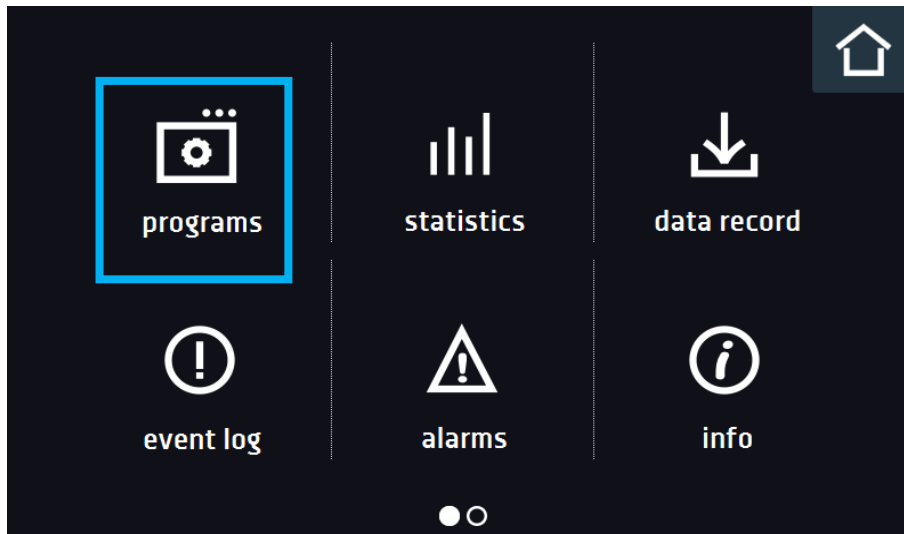 programs
statistics
data record
event log
alarms
info